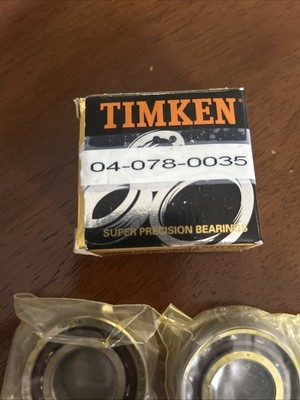 TIMKEN
04-078-0035
SUPER PRECISION BEARINGS